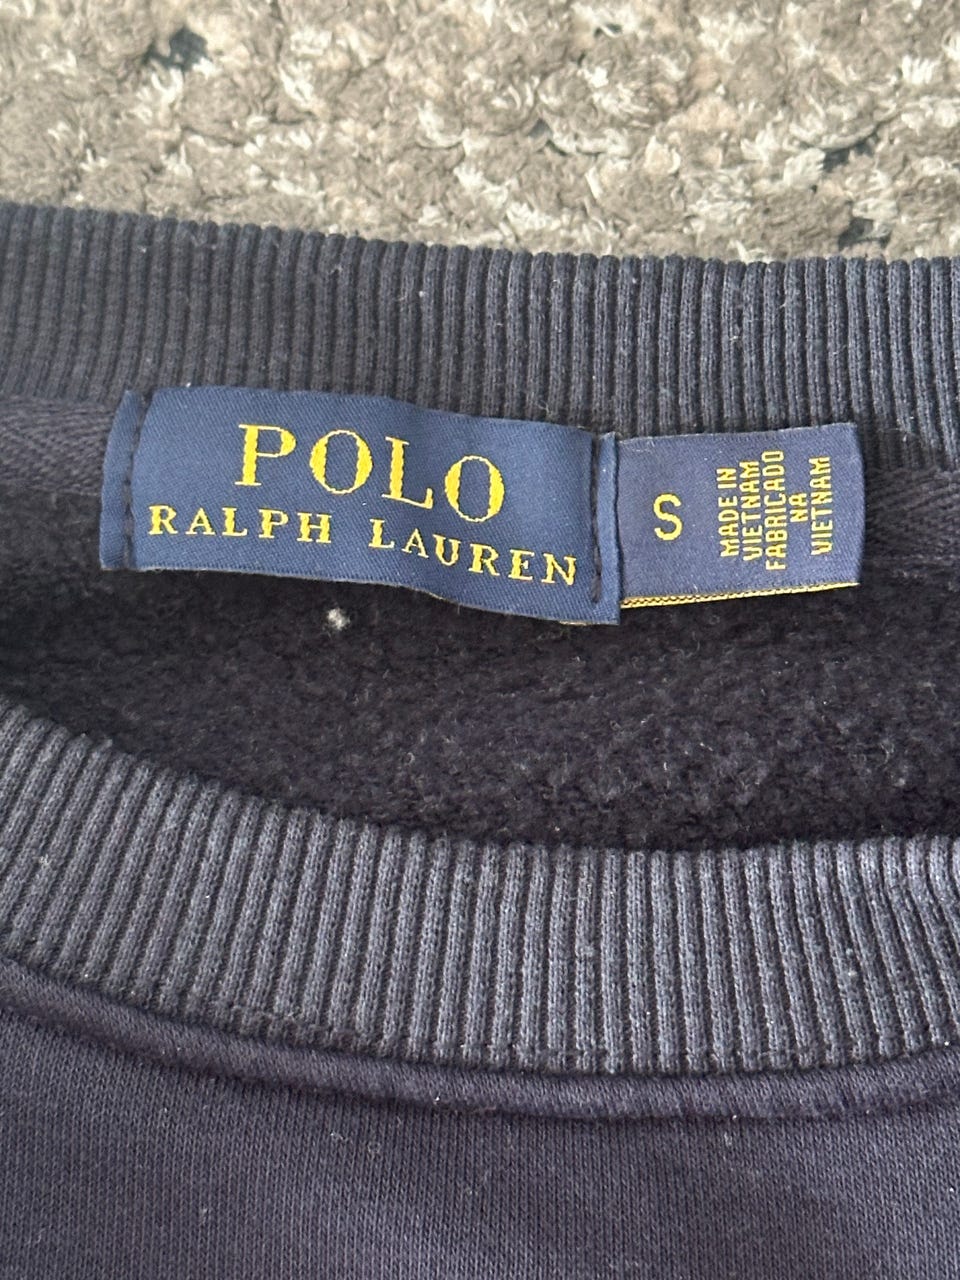 POLO
RALPH LAUREN
S
MADE IN
VIETNAM
FABRICADO
NA
VIETNAM